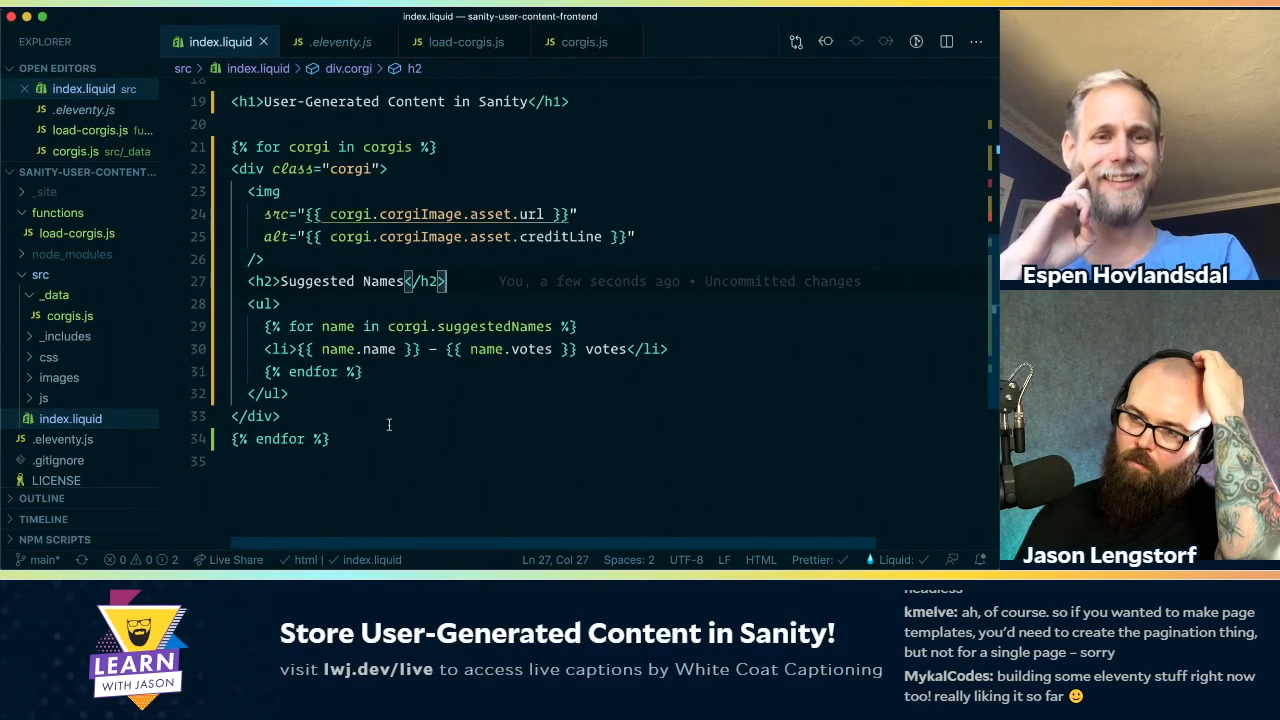 index.liquid — sanity-user-content-frontend
EXPLORER
index.liquid
.eleventy.js
load-corgis.js
corgis.js
OPEN EDITORS
src > index.liquid > div.corgi > h2
index.liquid src
.eleventy.js
load-corgis.js fu...
corgis.js src/_data
SANITY-USER-CONTENT...
_site
functions
load-corgis.js
node_modules
src
_data
corgis.js
_includes
css
images
js
index.liquid
.eleventy.js
.gitignore
LICENSE
OUTLINE
TIMELINE
NPM SCRIPTS
18
19 <h1>User-Generated Content in Sanity</h1>
20
21 {% for corgi in corgis %}
22 <div class="corgi">
23 <img
24 src="{{ corgi.corgiImage.asset.url }}"
25 alt="{{ corgi.corgiImage.asset.creditLine }}"
26 />
27 <h2>Suggested Names</h2> You, a few seconds ago • Uncommitted changes
28 <ul>
29 {% for name in corgi.suggestedNames %}
30 <li>{{ name.name }} — {{ name.votes }} votes</li>
31 {% endfor %}
32 </ul>
33 </div>
34 {% endfor %}
35
main* 0 0 2 Live Share html index.liquid Ln 27, Col 27 Spaces: 2 UTF-8 LF HTML Prettier: ✓ Liquid: ✓
Espen Hovlandsdal
Jason Lengstorf
LEARN
WITH JASON
Store User-Generated Content in Sanity!
visit lwj.dev/live to access live captions by White Coat Captioning
headless
kmelve: ah, of course. so if you wanted to make page
templates, you’d need to create the pagination thing,
but not for a single page – sorry
MykalCodes: building some eleventy stuff right now
too! really liking it so far 🙂